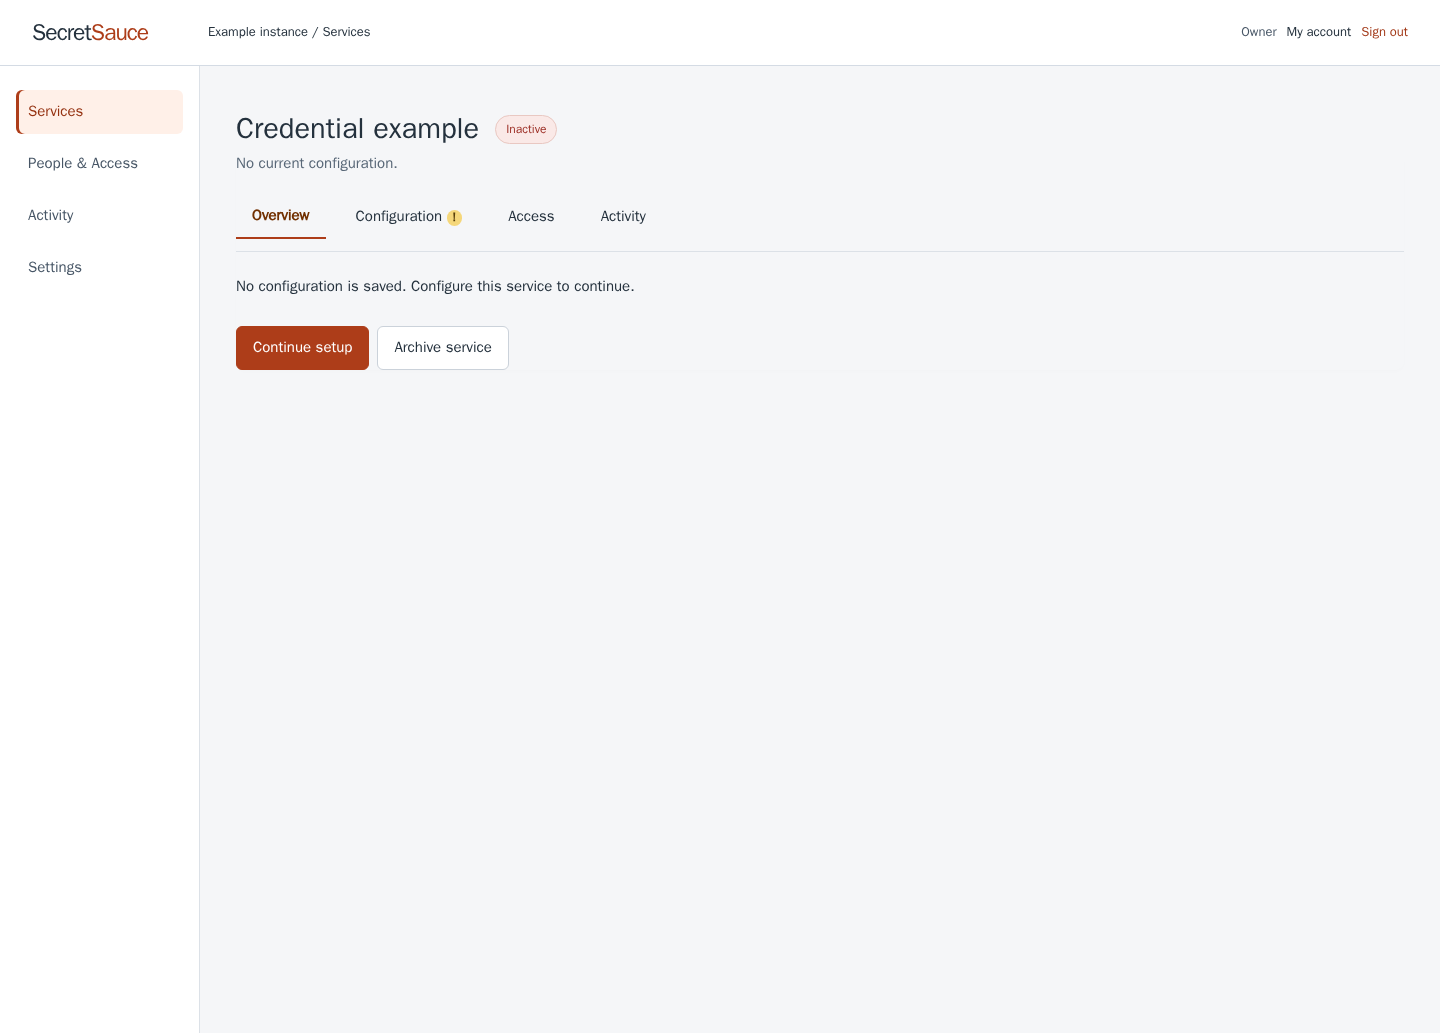 SecretSauce
Example instance / Services
Owner My account Sign out
Services
People & Access
Activity
Settings
Credential example Inactive
No current configuration.
Overview Configuration ! Access Activity
No configuration is saved. Configure this service to continue.
Continue setup Archive service